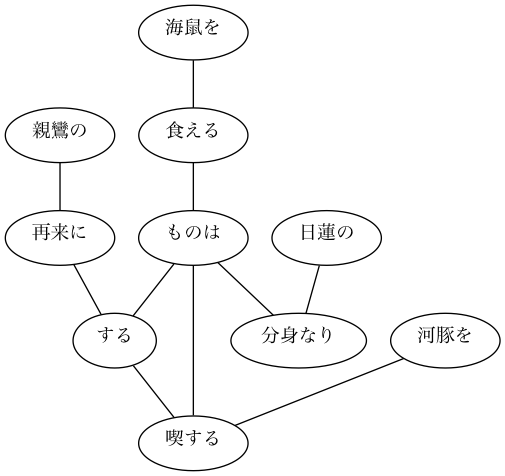 海鼠を
親鸞の
食える
再来に
ものは
日蓮の
する
分身なり
河豚を
喫する